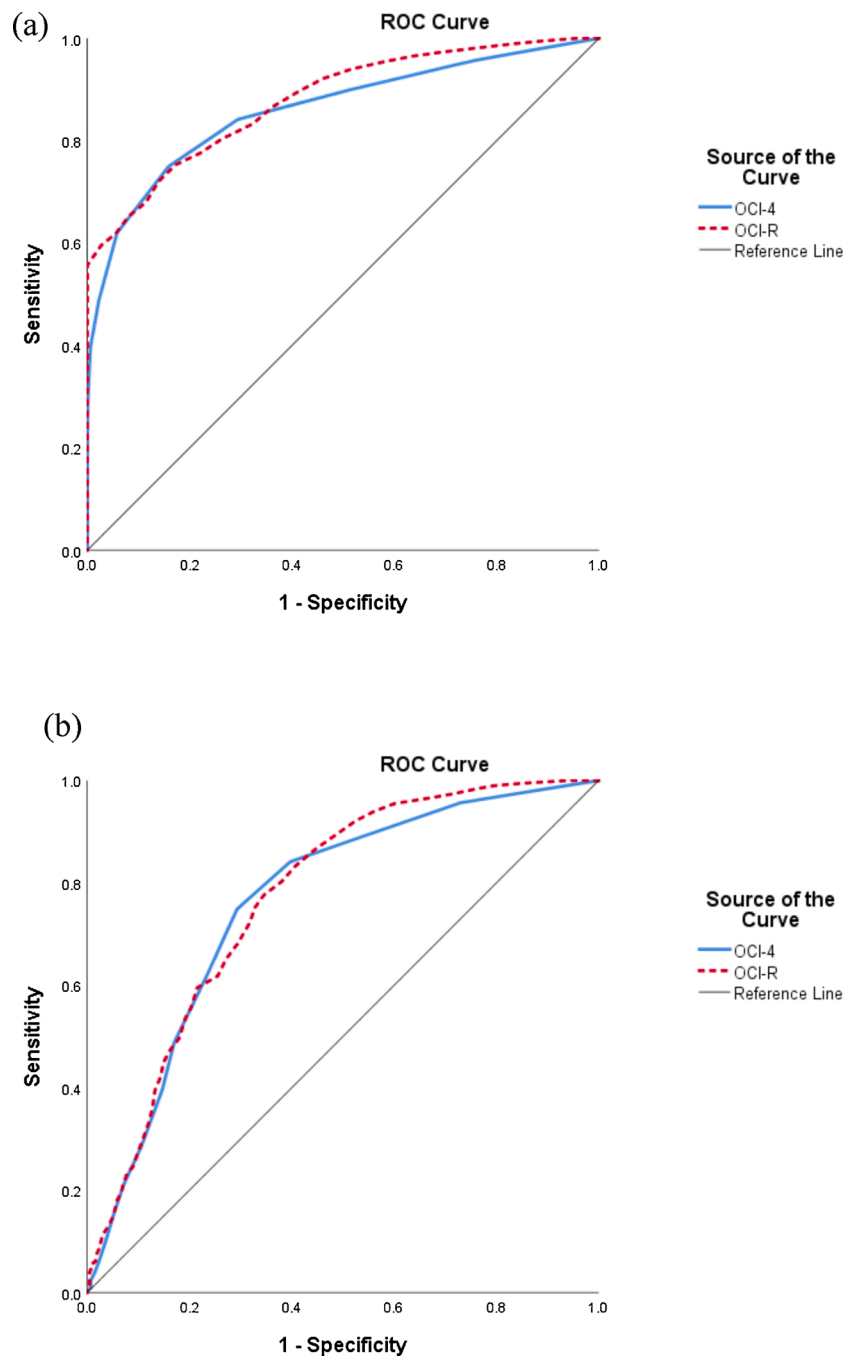 (a)
ROC Curve
1.0
0.8
0.6
0.4
0.2
0.0
Sensitivity
0.0 0.2 0.4 0.6 0.8 1.0
1 - Specificity
Source of the
Curve
OCI-4
OCI-R
Reference Line
(b)
ROC Curve
1.0
0.8
0.6
0.4
0.2
0.0
Sensitivity
0.0 0.2 0.4 0.6 0.8 1.0
1 - Specificity
Source of the
Curve
OCI-4
OCI-R
Reference Line